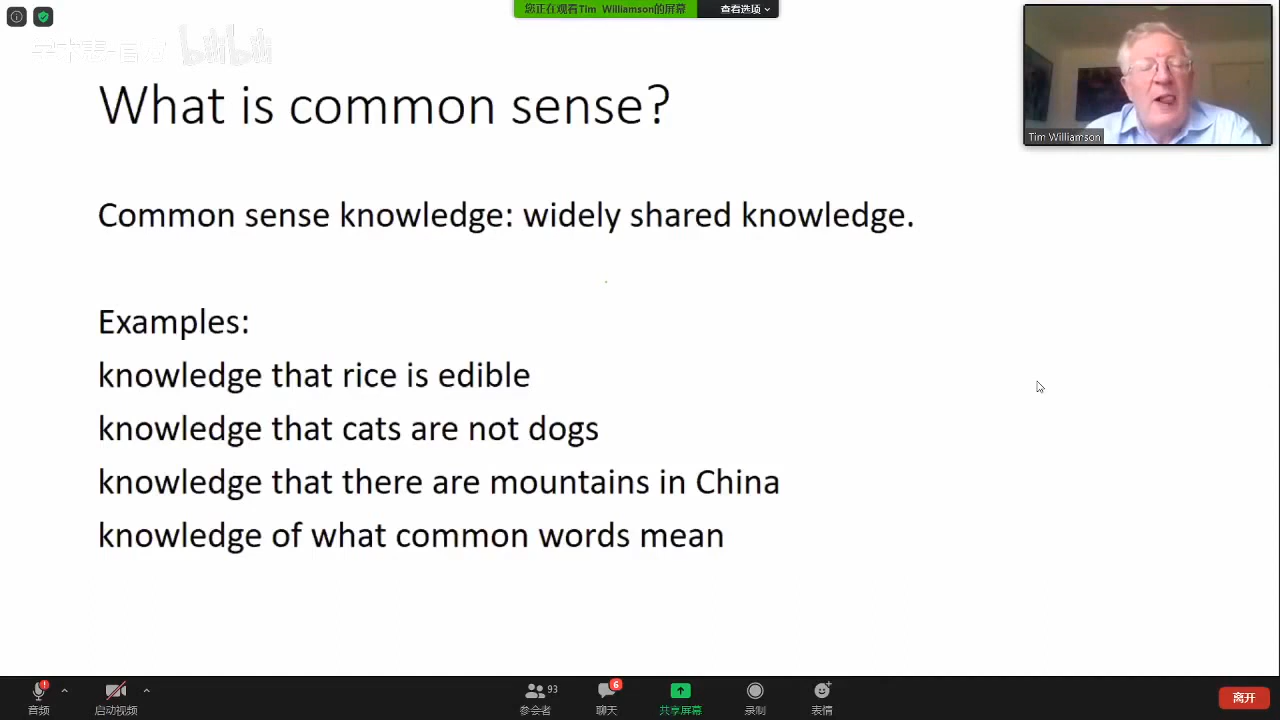 您正在观看Tim Williamson的屏幕
查看选项
bilibili
What is common sense?
Tim Williamson
Common sense knowledge: widely shared knowledge.
Examples:
knowledge that rice is edible
knowledge that cats are not dogs
knowledge that there are mountains in China
knowledge of what common words mean
93
6
音频
启动视频
参会者
聊天
共享屏幕
录制
表情
离开